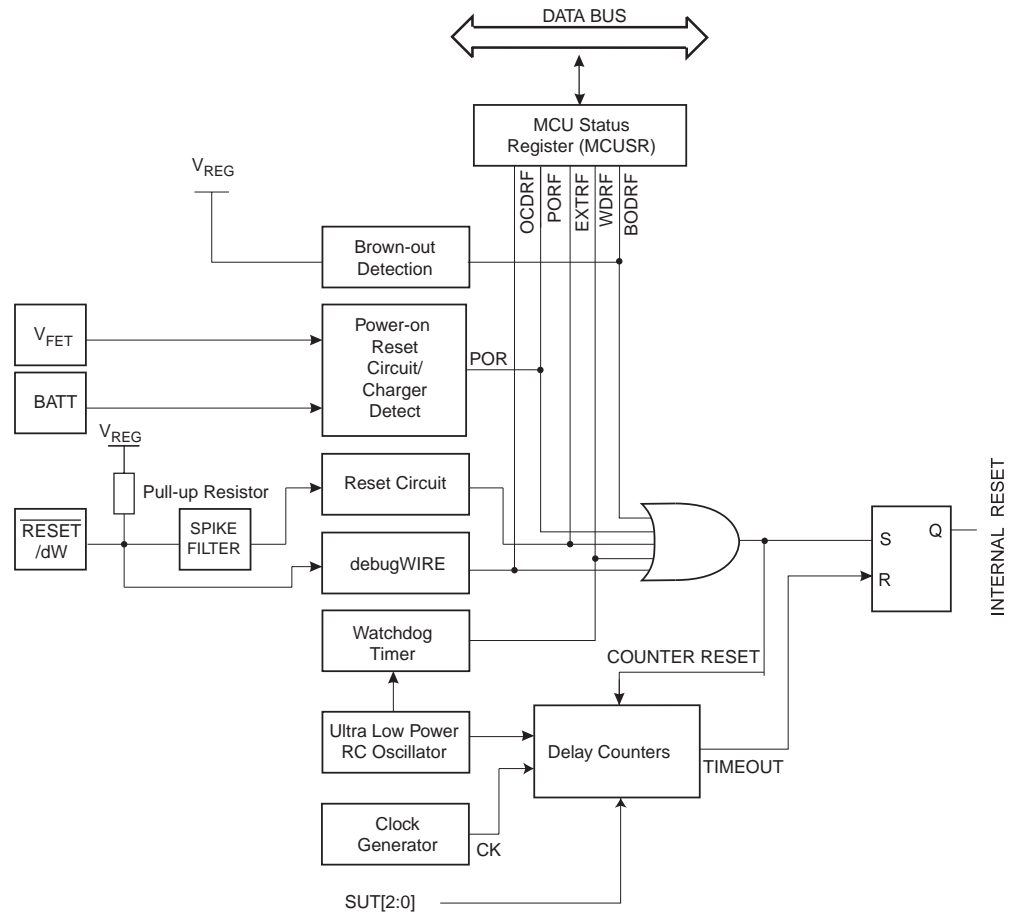 DATA BUS
MCU Status
Register (MCUSR)
OCDRF
PORF
EXTRF
WDRF
BODRF
VREG
Brown-out
Detection
VFET
BATT
Power-on
Reset
Circuit/
Charger
Detect
POR
VREG
Pull-up Resistor
RESET
/dW
SPIKE
FILTER
Reset Circuit
debugWIRE
Watchdog
Timer
Ultra Low Power
RC Oscillator
Clock
Generator
CK
SUT[2:0]
COUNTER RESET
Delay Counters
TIMEOUT
S
R
Q
INTERNAL RESET